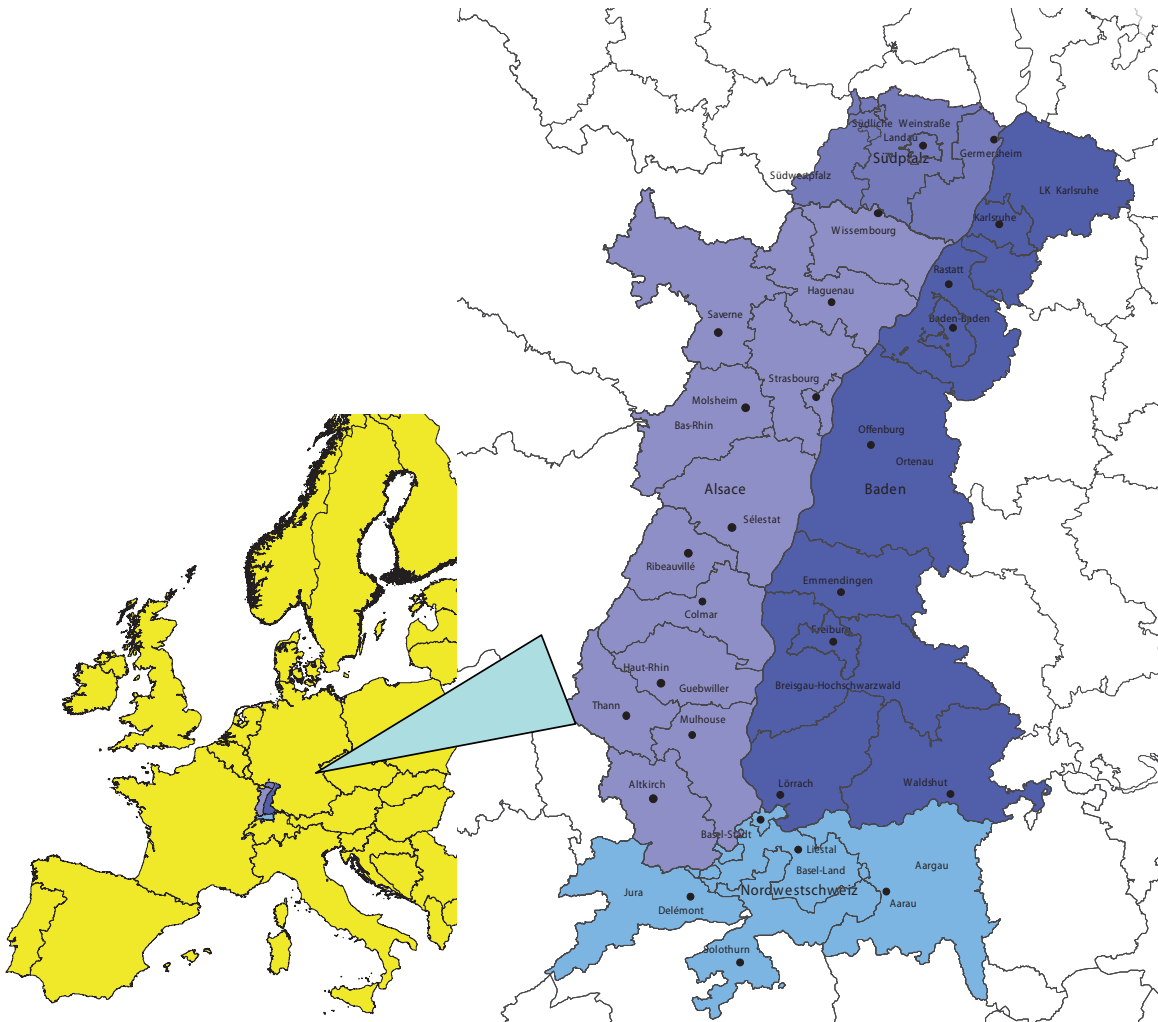 Südliche Weinstraße
Landau
Südpfalz
Germersheim
Südwestpfalz
LK Karlsruhe
Karlsruhe
Wissembourg
Rastatt
Haguenau
Baden-Baden
Saverne
Strasbourg
Molsheim
Bas-Rhin
Offenburg
Ortenau
Alsace
Baden
Sélestat
Ribeauvillé
Emmendingen
Colmar
Freiburg
Haut-Rhin
Guebwiller
Breisgau-Hochschwarzwald
Thann
Mulhouse
Altkirch
Lörrach
Waldshut
Basel-Stadt
Liestal
Basel-Land
Aargau
Nordwestschweiz
Jura
Delémont
Aarau
Solothurn